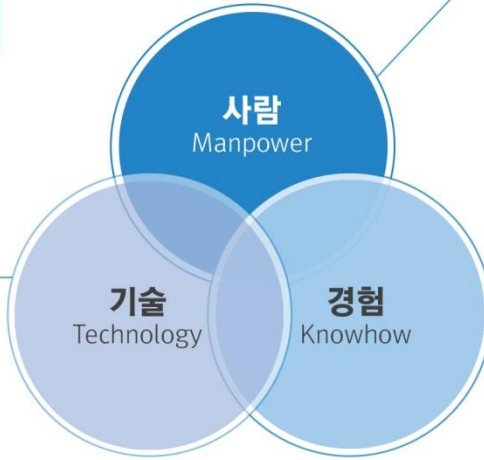 사람
Manpower
기술
Technology
경험
Knowhow